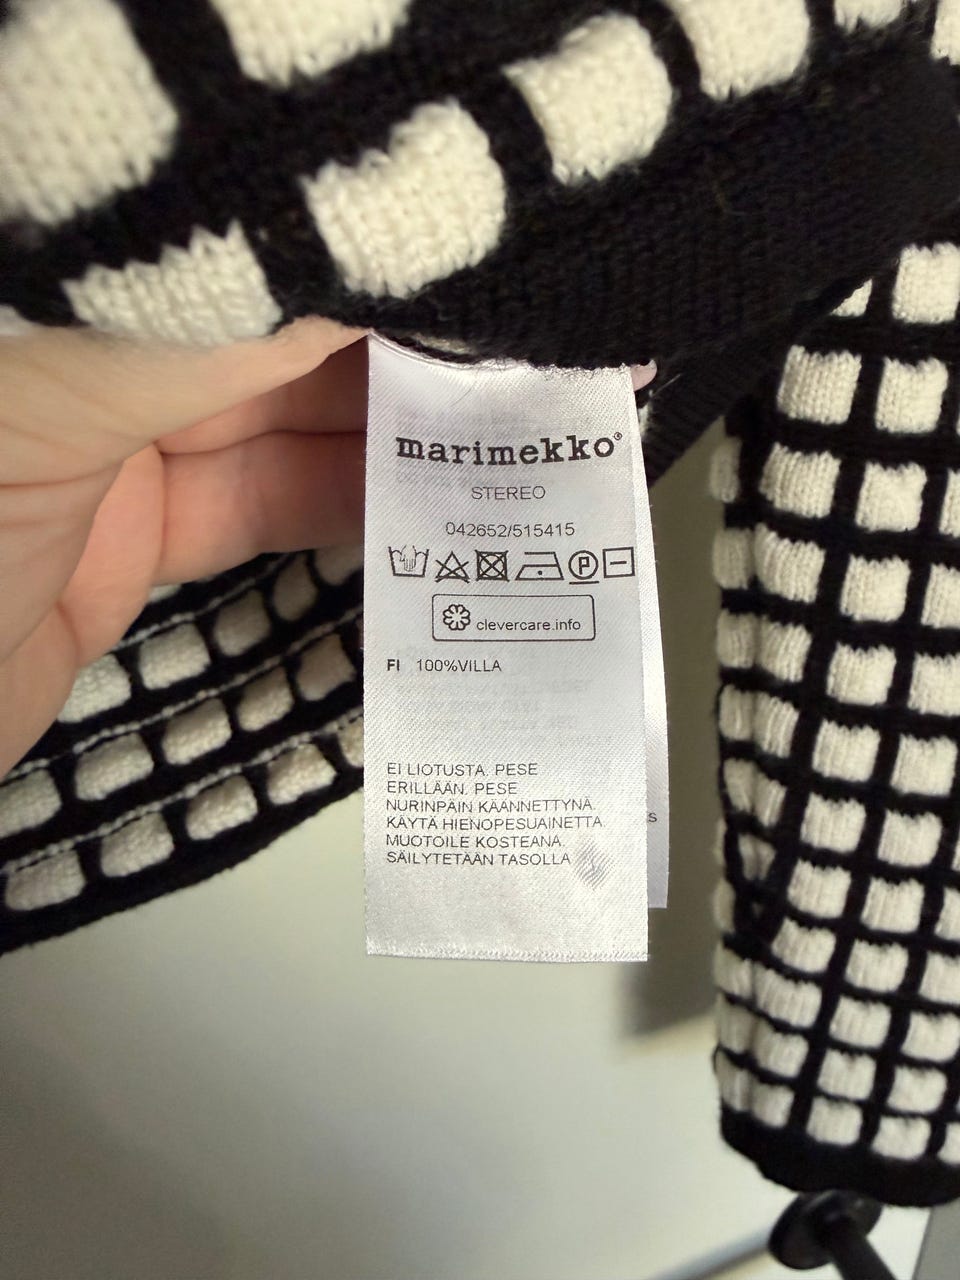 marimekko®
STEREO
042652/515415
P
clevercare.info
FI 100%VILLA
EI LIOTUSTA. PESE
ERILLÄÄN. PESE
NURINPÄIN KÄÄNNETTYNÄ.
KÄYTÄ HIENOPESUAINETTA.
MUOTOILE KOSTEANA.
SÄILYTETÄÄN TASOLLA